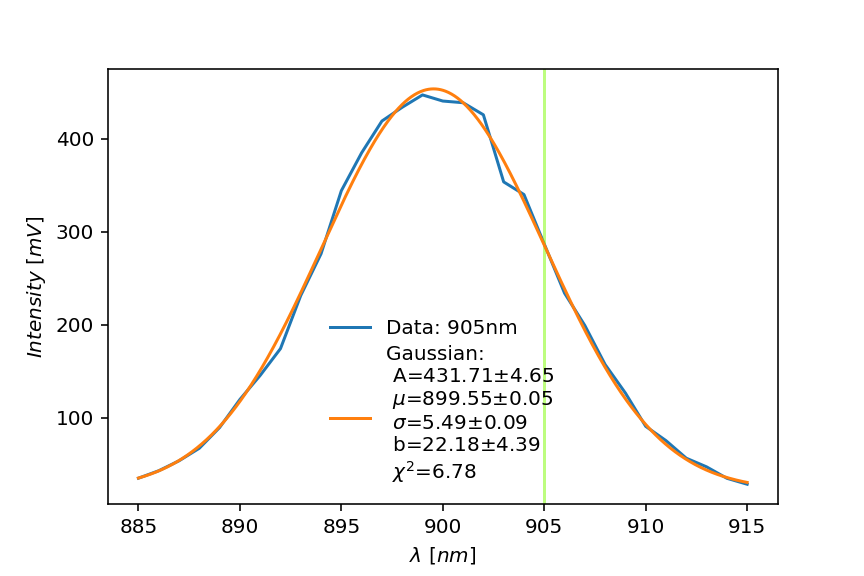 400
300
200
100
Intensity [mV]
Data: 905nm
Gaussian:
A=431.71±4.65
μ=899.55±0.05
σ=5.49±0.09
b=22.18±4.39
χ²=6.78
885 890 895 900 905 910 915
λ [nm]